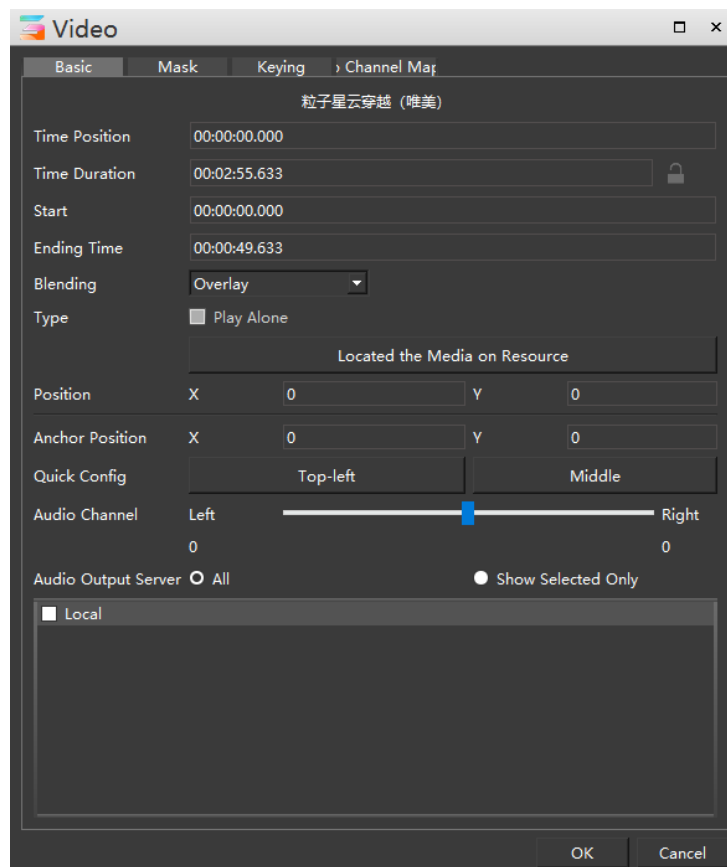 Video
Basic Mask Keying › Channel Map
粒子星云穿越（唯美）
Time Position 00:00:00.000
Time Duration 00:02:55.633
Start 00:00:00.000
Ending Time 00:00:49.633
Blending Overlay
Type Play Alone
Located the Media on Resource
Position X 0 Y 0
Anchor Position X 0 Y 0
Quick Config Top-left Middle
Audio Channel Left Right
0 0
Audio Output Server All Show Selected Only
Local
OK Cancel